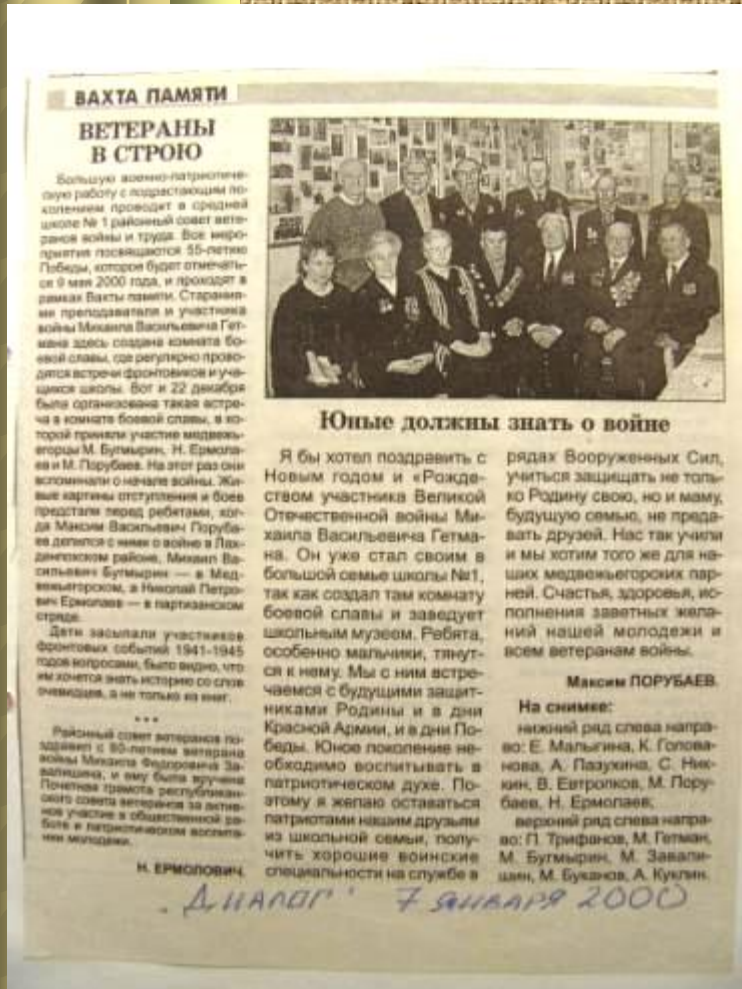 ВАХТА ПАМЯТИ
ВЕТЕРАНЫ
В СТРОЮ
Большую военно-патриотиче-
скую работу с подрастающим по-
колением проводит в средней
школе № 1 районный совет вете-
ранов войны и труда. Все меро-
приятия посвящаются 55-летию
Победы, которое будет отмечать-
ся 9 мая 2000 года, и проходят в
рамках Вахты памяти. Старания-
ми преподавателя и участника
войны Михаила Васильевича Гет-
мана здесь создана комната бо-
евой славы, где регулярно прово-
дятся встречи фронтовиков и уча-
щихся школы. Вот и 22 декабря
была организована такая встре-
ча в комнате боевой славы, в ко-
торой приняли участие медвежь-
егорцы М. Бугмырин, Н. Ермола-
ев и М. Порубаев. На этот раз они
вспоминали о начале войны. Жи-
вые картины отступления и боев
предстали перед ребятами, ког-
да Максим Васильевич Поруба-
ев делился с ними о войне в Лах-
денпохском районе, Михаил Ва-
сильевич Бугмырин — в Мед-
вежьегорском, а Николай Петро-
вич Ермолаев — в партизанском
отряде.
Дети засыпали участников
фронтовых событий 1941-1945
годов вопросами, было видно, что
им хочется знать историю со слов
очевидцев, а не только из книг.
* * *
Районный совет ветеранов по-
здравил с 80-летием ветерана
войны Михаила Федоровича За-
валишина, и ему была вручена
Почетная грамота республикан-
ского совета ветеранов за актив-
ное участие в общественной ра-
боте и патриотическом воспита-
нии молодежи.
Н. ЕРМОЛОВИЧ.
Юные должны знать о войне
Я бы хотел поздравить с
Новым годом и «Рожде-
ством участника Великой
Отечественной войны Ми-
хаила Васильевича Гетма-
на. Он уже стал своим в
большой семье школы №1,
так как создал там комнату
боевой славы и заведует
школьным музеем. Ребята,
особенно мальчики, тянут-
ся к нему. Мы с ним встре-
чаемся с будущими защит-
никами Родины и в дни
Красной Армии, и в дни По-
беды. Юное поколение не-
обходимо воспитывать в
патриотическом духе. По-
этому я желаю оставаться
патриотами нашим друзьям
из школьной семьи, полу-
чить хорошие воинские
специальности на службе в
рядах Вооруженных Сил,
учиться защищать не толь-
ко Родину свою, но и маму,
будущую семью, не преда-
вать друзей. Нас так учили
и мы хотим того же для на-
ших медвежьегорских пар-
ней. Счастья, здоровья, ис-
полнения заветных жела-
ний нашей молодежи и
всем ветеранам войны.
Максим ПОРУБАЕВ.
На снимке:
нижний ряд слева напра-
во: Е. Малыгина, К. Голова-
нова, А. Пазухина, С. Ник-
кин, В. Евтропков, М. Пору-
баев, Н. Ермолаев;
верхний ряд слева напра-
во: П. Трифанов, М. Гетман,
М. Бугмырин, М. Завали-
шин, М. Буканов, А. Куклин.
"Диалог" 7 января 2000